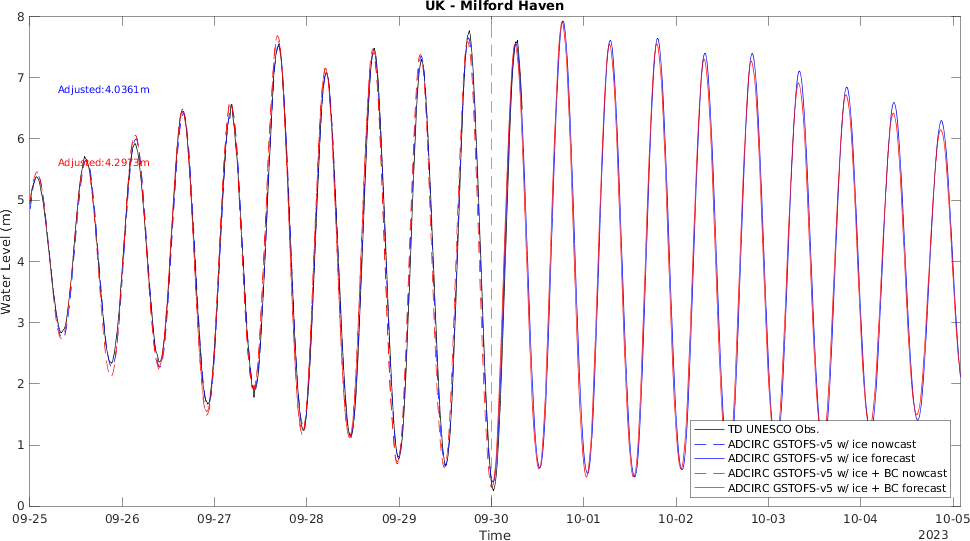 UK - Milford Haven
8
7
6
5
4
3
2
1
0
Water Level (m)
Adjusted:4.0361m
Adjusted:4.2973m
TD UNESCO Obs.
ADCIRC GSTOFS-v5 w/ ice nowcast
ADCIRC GSTOFS-v5 w/ ice forecast
ADCIRC GSTOFS-v5 w/ ice + BC nowcast
ADCIRC GSTOFS-v5 w/ ice + BC forecast
09-25 09-26 09-27 09-28 09-29 09-30 10-01 10-02 10-03 10-04 10-05
Time
2023